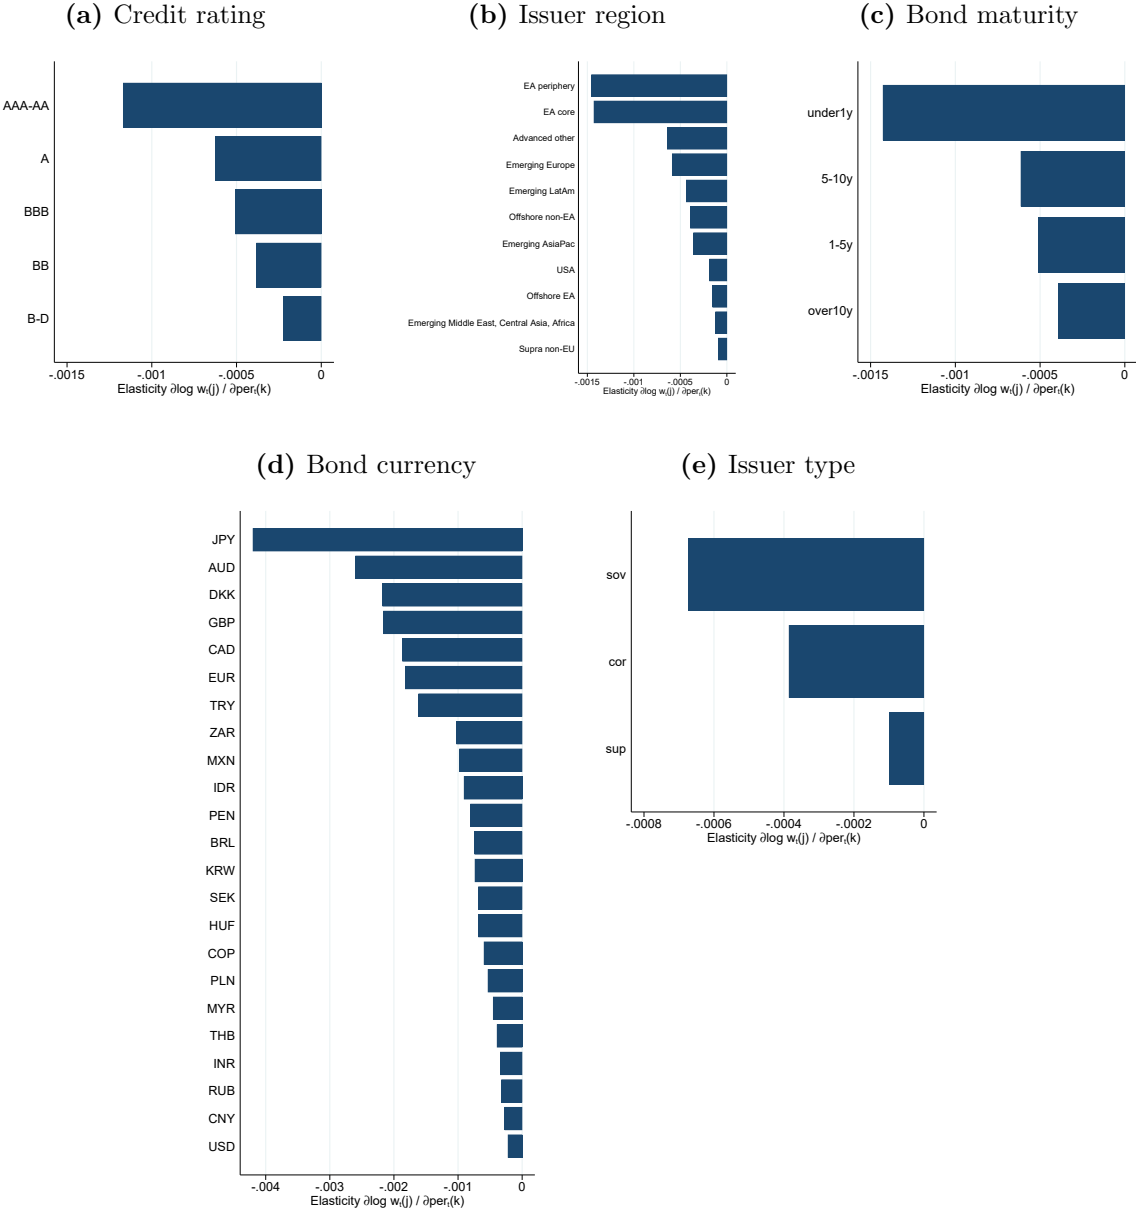 (a) Credit rating
AAA-AA
A
BBB
BB
B-D
-.0015 -.001 -.0005 0
Elasticity ∂log wₜ(j) / ∂perₜ(k)
(b) Issuer region
EA periphery
EA core
Advanced other
Emerging Europe
Emerging LatAm
Offshore non-EA
Emerging AsiaPac
USA
Offshore EA
Emerging Middle East, Central Asia, Africa
Supra non-EU
-.0015 -.001 -.0005 0
Elasticity ∂log wₜ(j) / ∂perₜ(k)
(c) Bond maturity
under1y
5-10y
1-5y
over10y
-.0015 -.001 -.0005 0
Elasticity ∂log wₜ(j) / ∂perₜ(k)
(d) Bond currency
JPY
AUD
DKK
GBP
CAD
EUR
TRY
ZAR
MXN
IDR
PEN
BRL
KRW
SEK
HUF
COP
PLN
MYR
THB
INR
RUB
CNY
USD
-.004 -.003 -.002 -.001 0
Elasticity ∂log wₜ(j) / ∂perₜ(k)
(e) Issuer type
sov
cor
sup
-.0008 -.0006 -.0004 -.0002 0
Elasticity ∂log wₜ(j) / ∂perₜ(k)